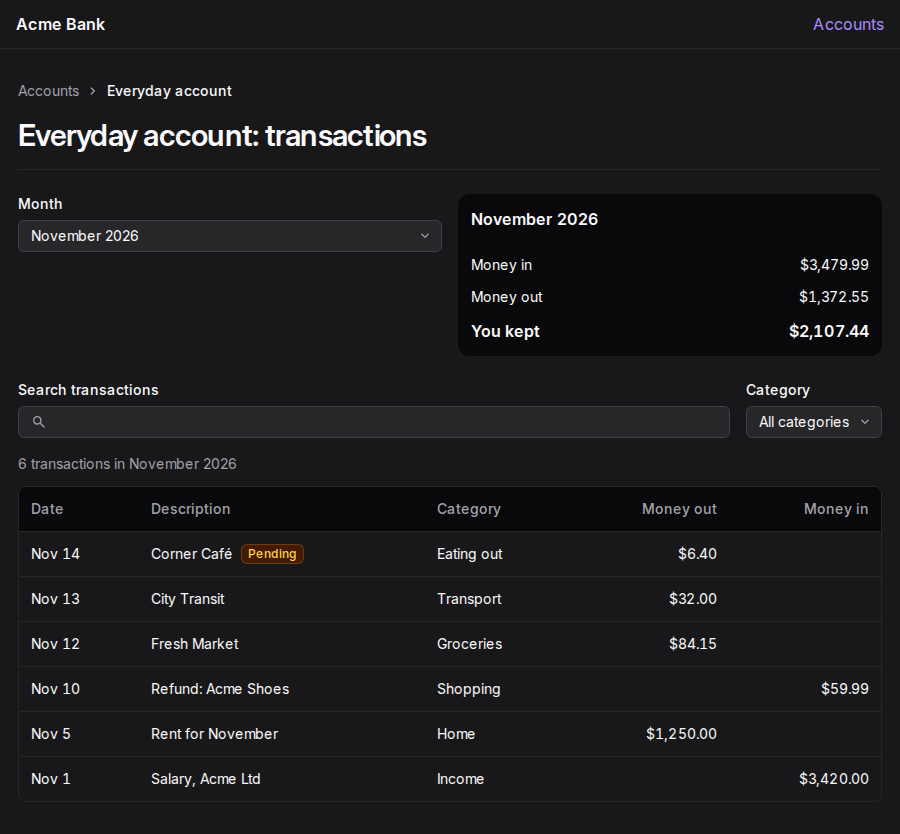 Acme Bank Accounts
Accounts Everyday account
Everyday account: transactions
Month
November 2026
November 2026
Money in $3,479.99
Money out $1,372.55
You kept $2,107.44
Search transactions Category
All categories
6 transactions in November 2026
Date Description Category Money out Money in
Nov 14 Corner Café Pending Eating out $6.40
Nov 13 City Transit Transport $32.00
Nov 12 Fresh Market Groceries $84.15
Nov 10 Refund: Acme Shoes Shopping $59.99
Nov 5 Rent for November Home $1,250.00
Nov 1 Salary, Acme Ltd Income $3,420.00